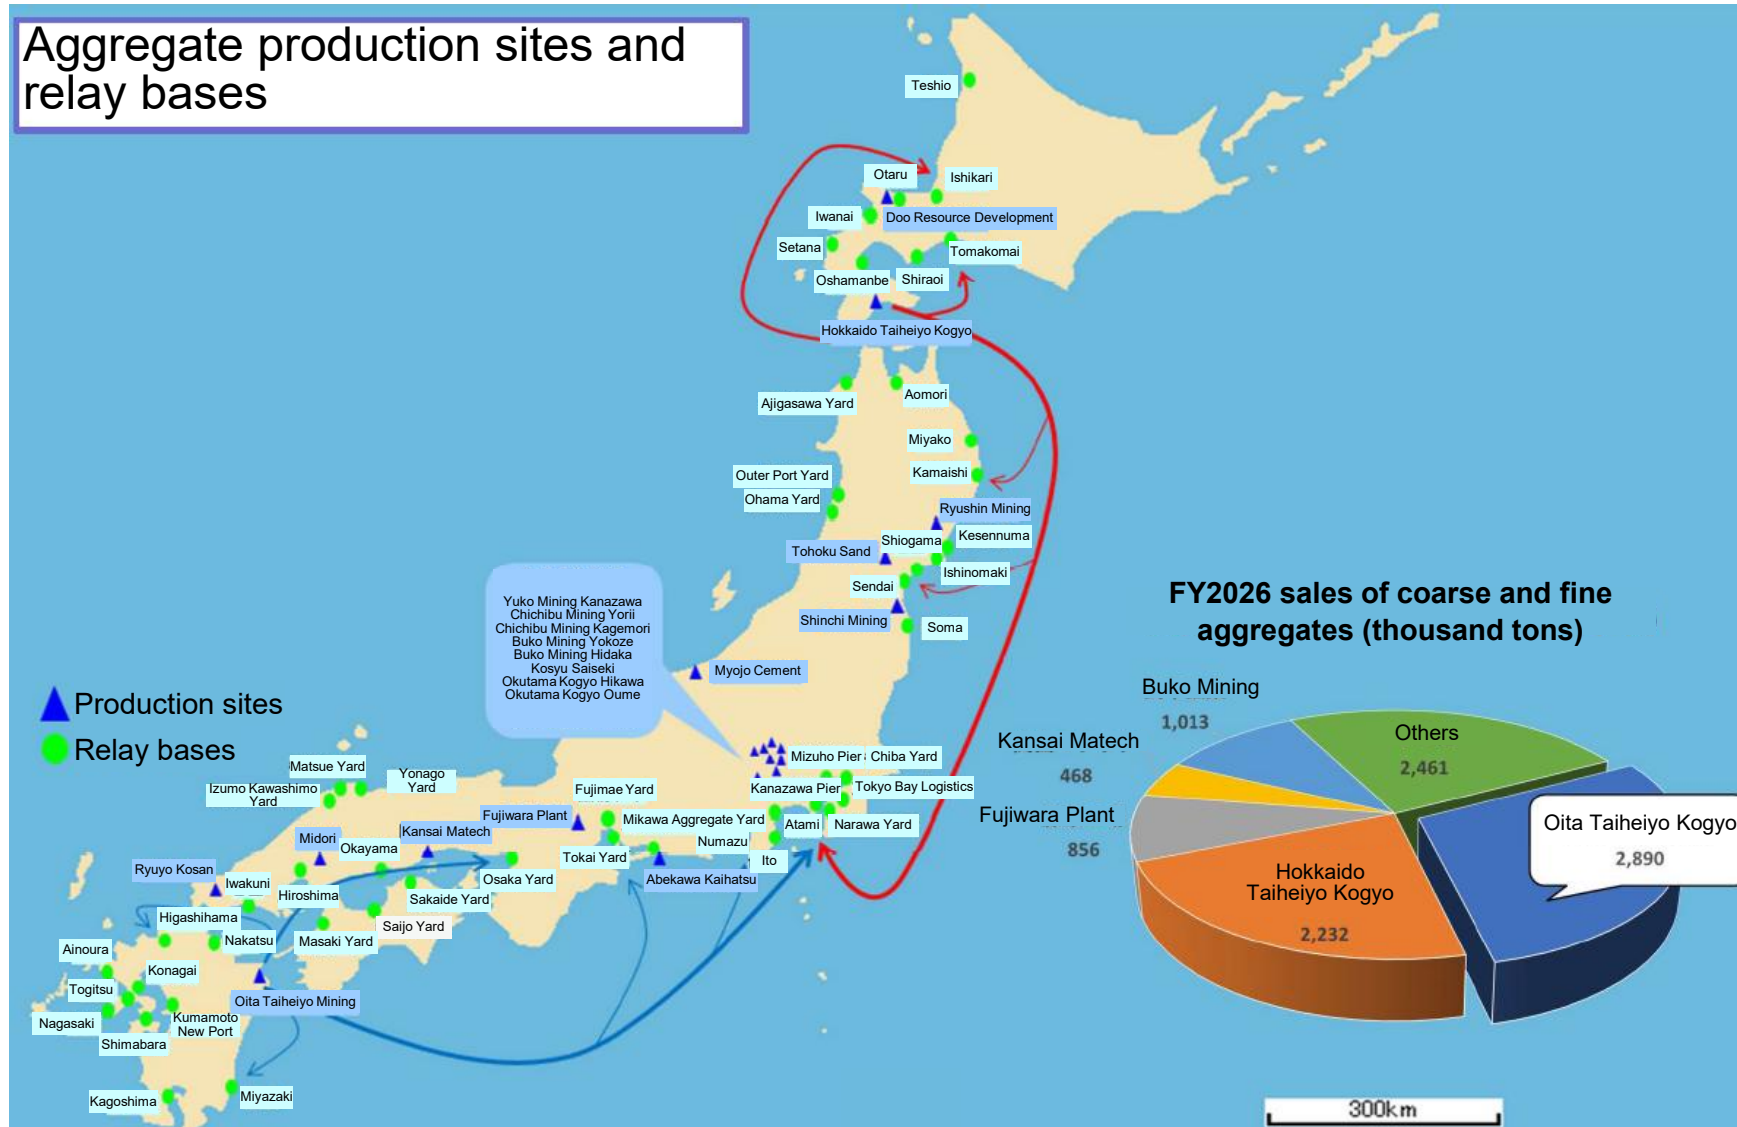 Aggregate production sites and
relay bases
Teshio
Otaru
Ishikari
Iwanai
Doo Resource Development
Setana
Tomakomai
Oshamanbe
Shiraoi
Hokkaido Taiheiyo Kogyo
Ajigasawa Yard
Aomori
Miyako
Kamaishi
Outer Port Yard
Ohama Yard
Ryushin Mining
Shiogama
Kesennuma
Tohoku Sand
Ishinomaki
Sendai
Shinchi Mining
Soma
Yuko Mining Kanazawa
Chichibu Mining Yorii
Chichibu Mining Kagemori
Buko Mining Yokoze
Buko Mining Hidaka
Kosyu Saiseki
Okutama Kogyo Hikawa
Okutama Kogyo Oume
Myojo Cement
Production sites
Relay bases
Mizuho Pier
Chiba Yard
Kanazawa Pier
Tokyo Bay Logistics
Matsue Yard
Yonago
Yard
Izumo Kawashimo
Yard
Fujimae Yard
Fujiwara Plant
Mikawa Aggregate Yard
Atami
Narawa Yard
Midori
Kansai Matech
Okayama
Numazu
Tokai Yard
Ito
Ryuyo Kosan
Iwakuni
Hiroshima
Osaka Yard
Abekawa Kaihatsu
Sakaide Yard
Higashihama
Saijo Yard
Nakatsu
Masaki Yard
Ainoura
Konagai
Togitsu
Oita Taiheiyo Mining
Nagasaki
Kumamoto
New Port
Shimabara
Kagoshima
Miyazaki
FY2026 sales of coarse and fine
aggregates (thousand tons)
Buko Mining
1,013
Others
2,461
Kansai Matech
468
Fujiwara Plant
856
Oita Taiheiyo Kogyo
2,890
Hokkaido
Taiheiyo Kogyo
2,232
300km